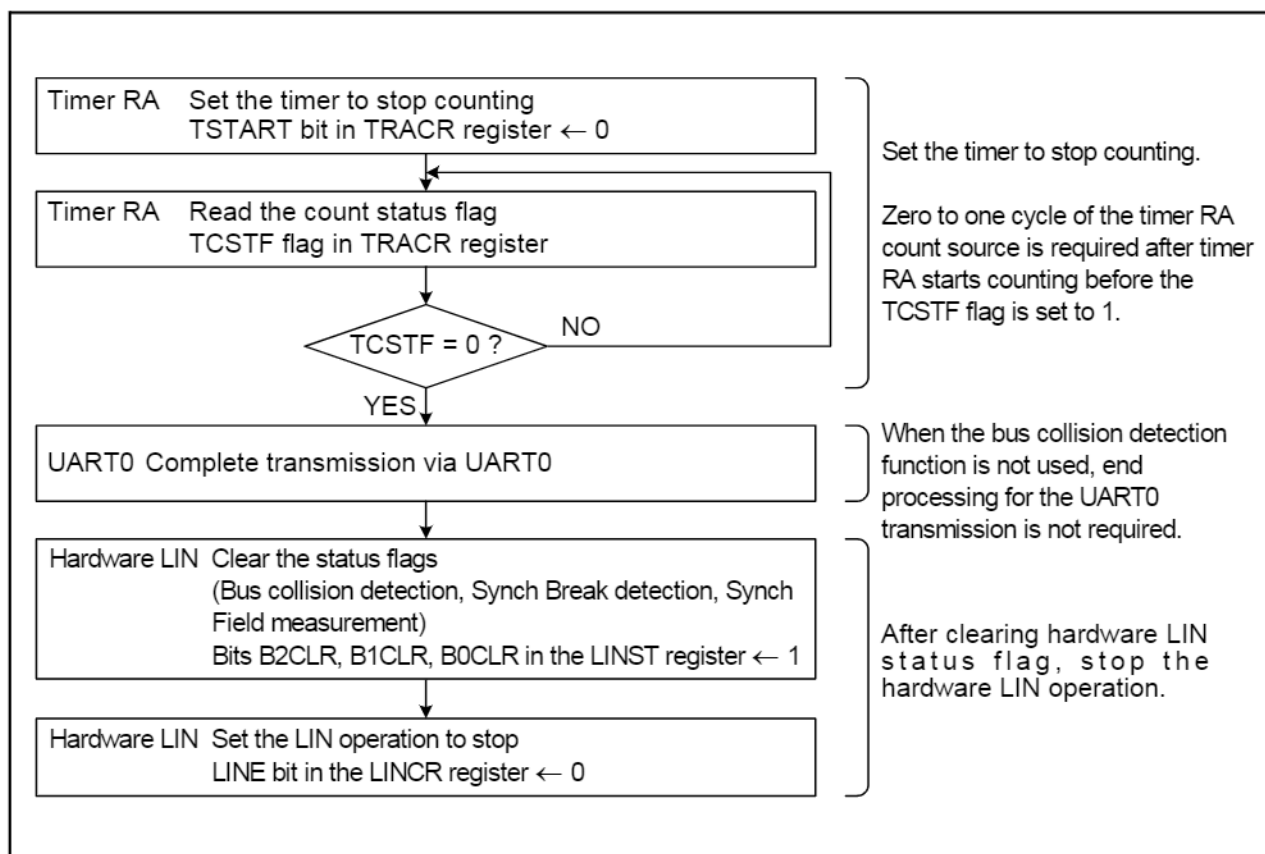 Timer RA Set the timer to stop counting
TSTART bit in TRACR register ← 0
Timer RA Read the count status flag
TCSTF flag in TRACR register
TCSTF = 0 ?
NO
YES
Set the timer to stop counting.
Zero to one cycle of the timer RA
count source is required after timer
RA starts counting before the
TCSTF flag is set to 1.
UART0 Complete transmission via UART0
When the bus collision detection
function is not used, end
processing for the UART0
transmission is not required.
Hardware LIN Clear the status flags
(Bus collision detection, Synch Break detection, Synch
Field measurement)
Bits B2CLR, B1CLR, B0CLR in the LINST register ← 1
Hardware LIN Set the LIN operation to stop
LINE bit in the LINCR register ← 0
After clearing hardware LIN
status flag, stop the
hardware LIN operation.